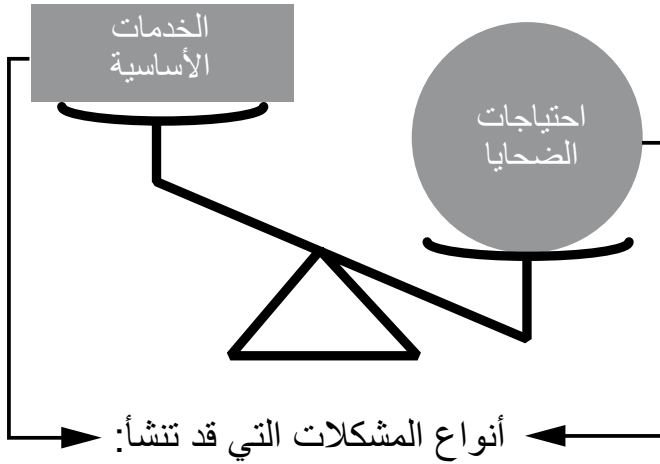 الخدمات
الأساسية
احتياجات
الضحايا
أنواع المشكلات التي قد تنشأ: